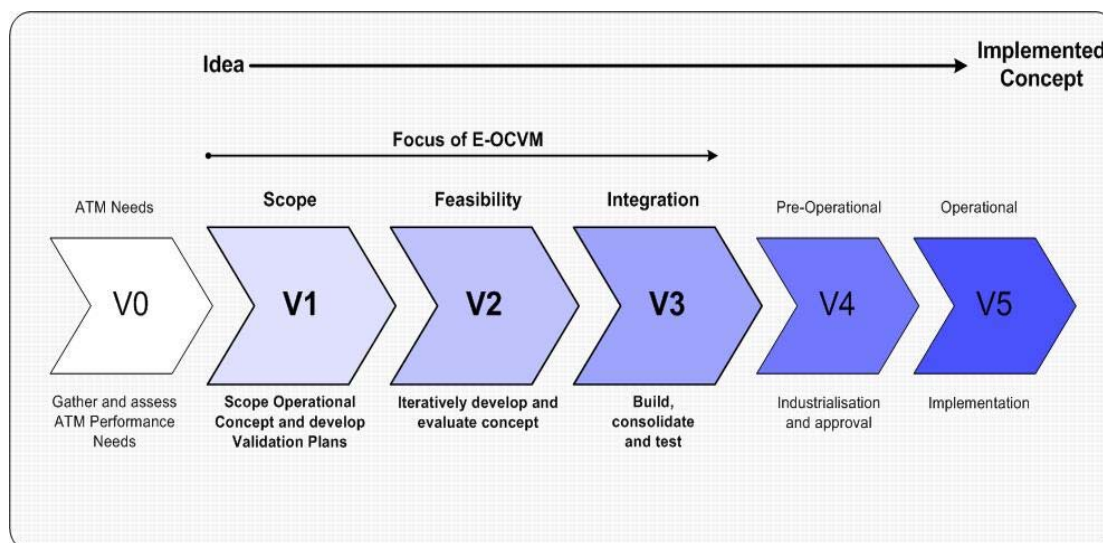 Idea
Implemented
Concept
Focus of E-OCVM
ATM Needs
Scope
Feasibility
Integration
Pre-Operational
Operational
V0
V1
V2
V3
V4
V5
Gather and assess
ATM Performance
Needs
Scope Operational
Concept and develop
Validation Plans
Iteratively develop and
evaluate concept
Build,
consolidate
and test
Industrialisation
and approval
Implementation